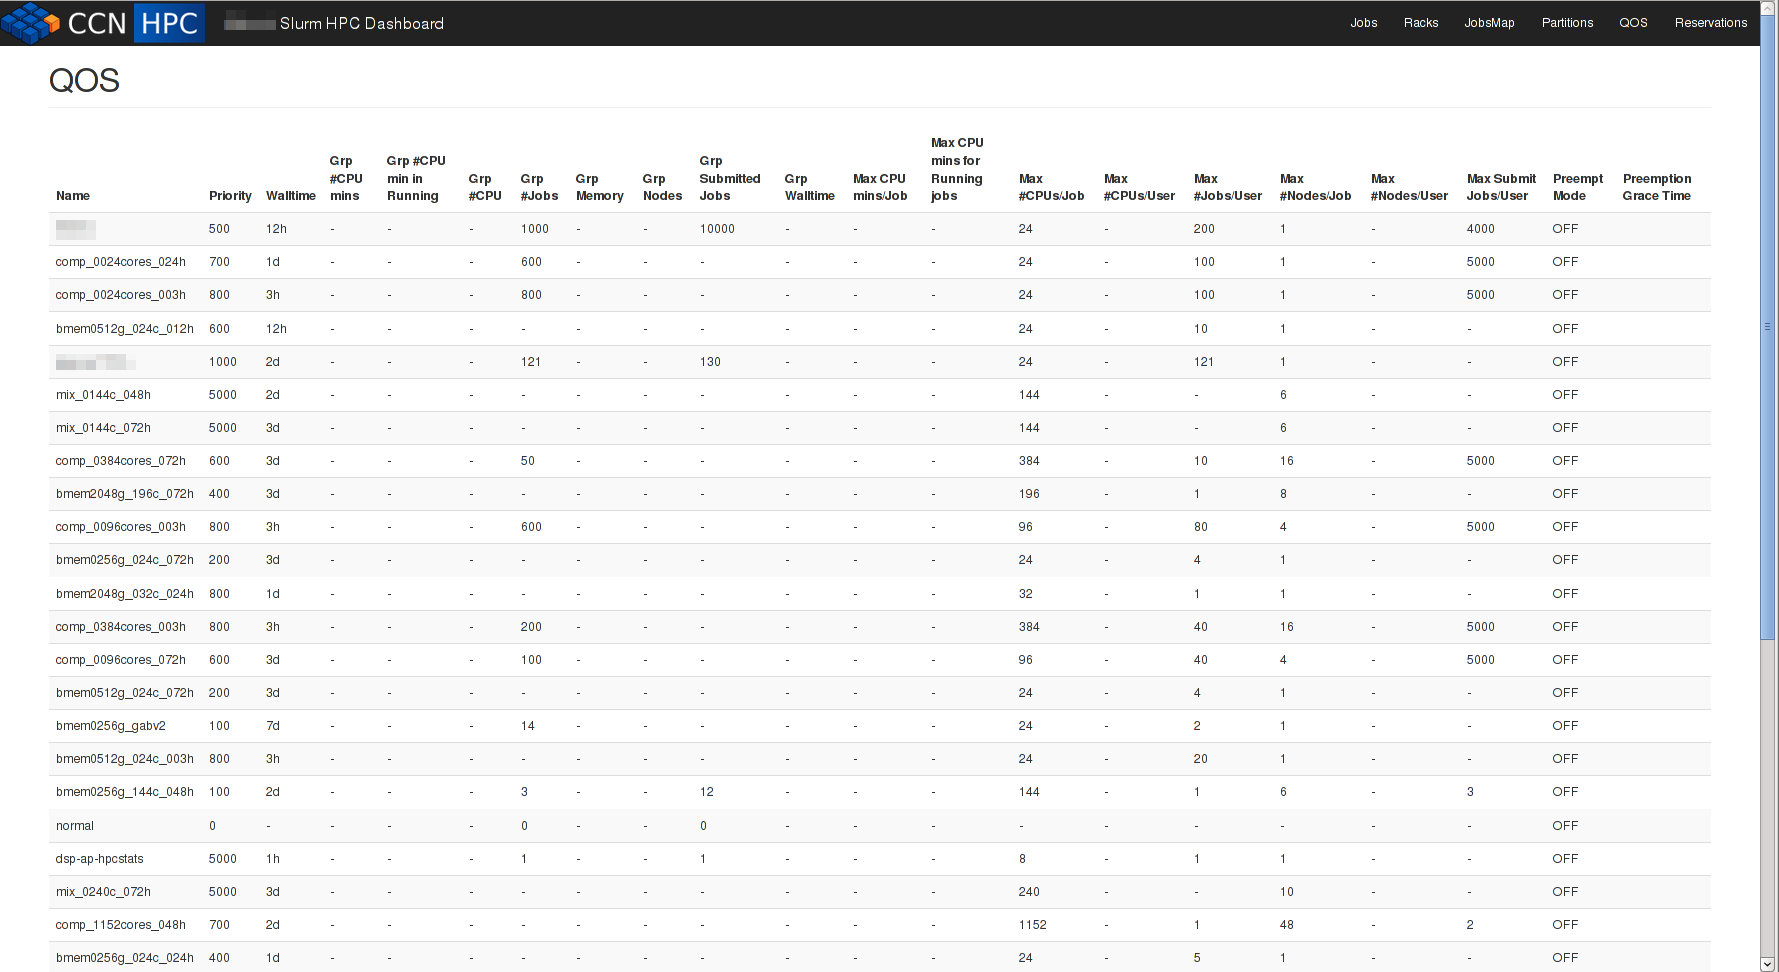 CCN HPC Slurm HPC Dashboard Jobs Racks JobsMap Partitions QOS Reservations
QOS
Name Priority Walltime Grp #CPU mins Grp #CPU min in Running Grp #CPU Grp #Jobs Grp Memory Grp Nodes Grp Submitted Jobs Grp Walltime Max CPU mins/Job Max CPU mins for Running jobs Max #CPUs/Job Max #CPUs/User Max #Jobs/User Max #Nodes/Job Max #Nodes/User Max Submit Jobs/User Preempt Mode Preemption Grace Time
500 12h - - - 1000 - - 10000 - - - 24 - 200 1 - 4000 OFF
comp_0024cores_024h 700 1d - - - 600 - - - - - - 24 - 100 1 - 5000 OFF
comp_0024cores_003h 800 3h - - - 800 - - - - - - 24 - 100 1 - 5000 OFF
bmem0512g_024c_012h 600 12h - - - - - - - - - - 24 - 10 1 - - OFF
1000 2d - - - 121 - - 130 - - - 24 - 121 1 - - OFF
mix_0144c_048h 5000 2d - - - - - - - - - - 144 - - 6 - - OFF
mix_0144c_072h 5000 3d - - - - - - - - - - 144 - - 6 - - OFF
comp_0384cores_072h 600 3d - - - 50 - - - - - - 384 - 10 16 - 5000 OFF
bmem2048g_196c_072h 400 3d - - - - - - - - - - 196 - 1 8 - - OFF
comp_0096cores_003h 800 3h - - - 600 - - - - - - 96 - 80 4 - 5000 OFF
bmem0256g_024c_072h 200 3d - - - - - - - - - - 24 - 4 1 - - OFF
bmem2048g_032c_024h 800 1d - - - - - - - - - - 32 - 1 1 - - OFF
comp_0384cores_003h 800 3h - - - 200 - - - - - - 384 - 40 16 - 5000 OFF
comp_0096cores_072h 600 3d - - - 100 - - - - - - 96 - 40 4 - 5000 OFF
bmem0512g_024c_072h 200 3d - - - - - - - - - - 24 - 4 1 - - OFF
bmem0256g_gabv2 100 7d - - - 14 - - - - - - 24 - 2 1 - - OFF
bmem0512g_024c_003h 800 3h - - - - - - - - - - 24 - 20 1 - - OFF
bmem0256g_144c_048h 100 2d - - - 3 - - 12 - - - 144 - 1 6 - 3 OFF
normal 0 - - - - 0 - - 0 - - - - - - - - - OFF
dsp-ap-hpcstats 5000 1h - - - 1 - - 1 - - - 8 - 1 1 - - OFF
mix_0240c_072h 5000 3d - - - - - - - - - - 240 - - 10 - - OFF
comp_1152cores_048h 700 2d - - - - - - - - - - 1152 - 1 48 - 2 OFF
bmem0256g_024c_024h 400 1d - - - - - - - - - - 24 - 5 1 - - OFF